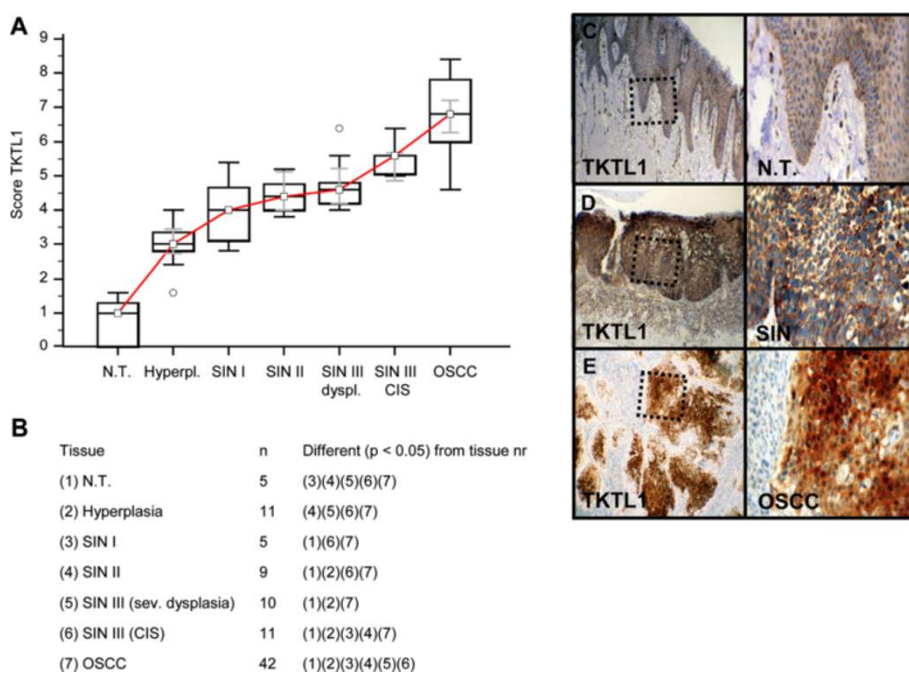 A
9
8
7
6
5
4
3
2
1
0
Score TKTL1
N.T. Hyperpl. SIN I SIN II SIN III dyspl. SIN III CIS OSCC
B
Tissue n Different (p < 0.05) from tissue nr
(1) N.T. 5 (3)(4)(5)(6)(7)
(2) Hyperplasia 11 (4)(5)(6)(7)
(3) SIN I 5 (1)(6)(7)
(4) SIN II 9 (1)(2)(6)(7)
(5) SIN III (sev. dysplasia) 10 (1)(2)(7)
(6) SIN III (CIS) 11 (1)(2)(3)(4)(7)
(7) OSCC 42 (1)(2)(3)(4)(5)(6)
C
TKTL1 N.T.
D
TKTL1 SIN
E
TKTL1 OSCC